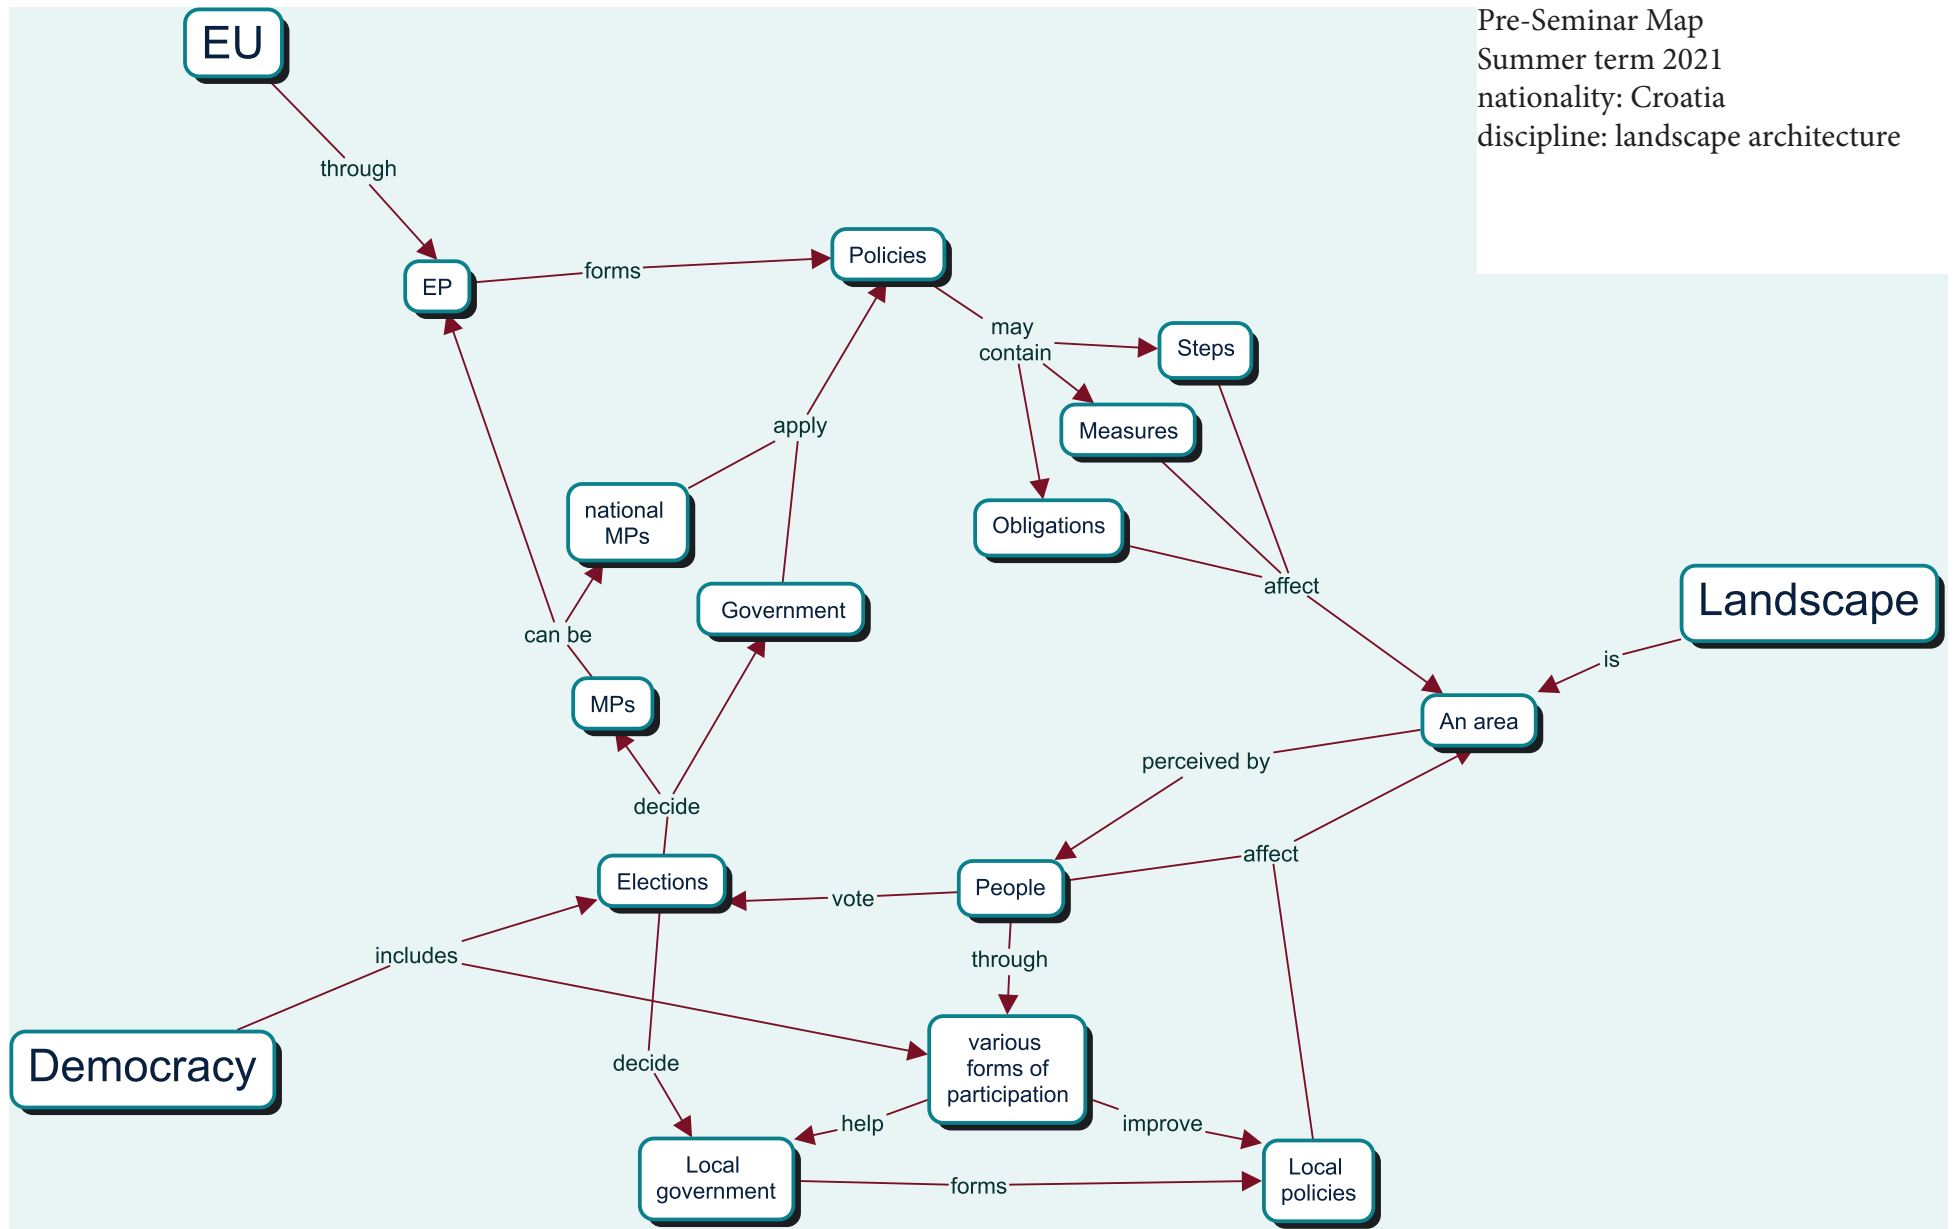 EU
Pre-Seminar Map
Summer term 2021
nationality: Croatia
discipline: landscape architecture
through
EP
forms
Policies
may
contain
Steps
Measures
apply
national
MPs
Obligations
affect
Government
Landscape
can be
is
MPs
An area
perceived by
decide
affect
Elections
vote
People
includes
through
Democracy
decide
various
forms of
participation
help
improve
Local
government
forms
Local
policies